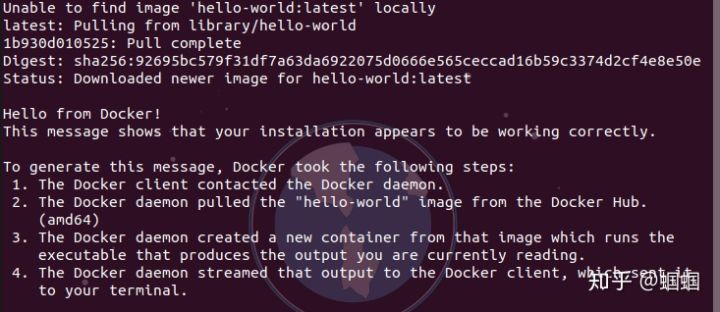 Unable to find image 'hello-world:latest' locally
latest: Pulling from library/hello-world
1b930d010525: Pull complete
Digest: sha256:92695bc579f31df7a63da6922075d0666e565ceccad16b59c3374d2cf4e8e50e
Status: Downloaded newer image for hello-world:latest

Hello from Docker!
This message shows that your installation appears to be working correctly.

To generate this message, Docker took the following steps:
1. The Docker client contacted the Docker daemon.
2. The Docker daemon pulled the "hello-world" image from the Docker Hub.
(amd64)
3. The Docker daemon created a new container from that image which runs the
executable that produces the output you are currently reading.
4. The Docker daemon streamed that output to the Docker client, which sent it
to your terminal.
知乎 @蝈蝈